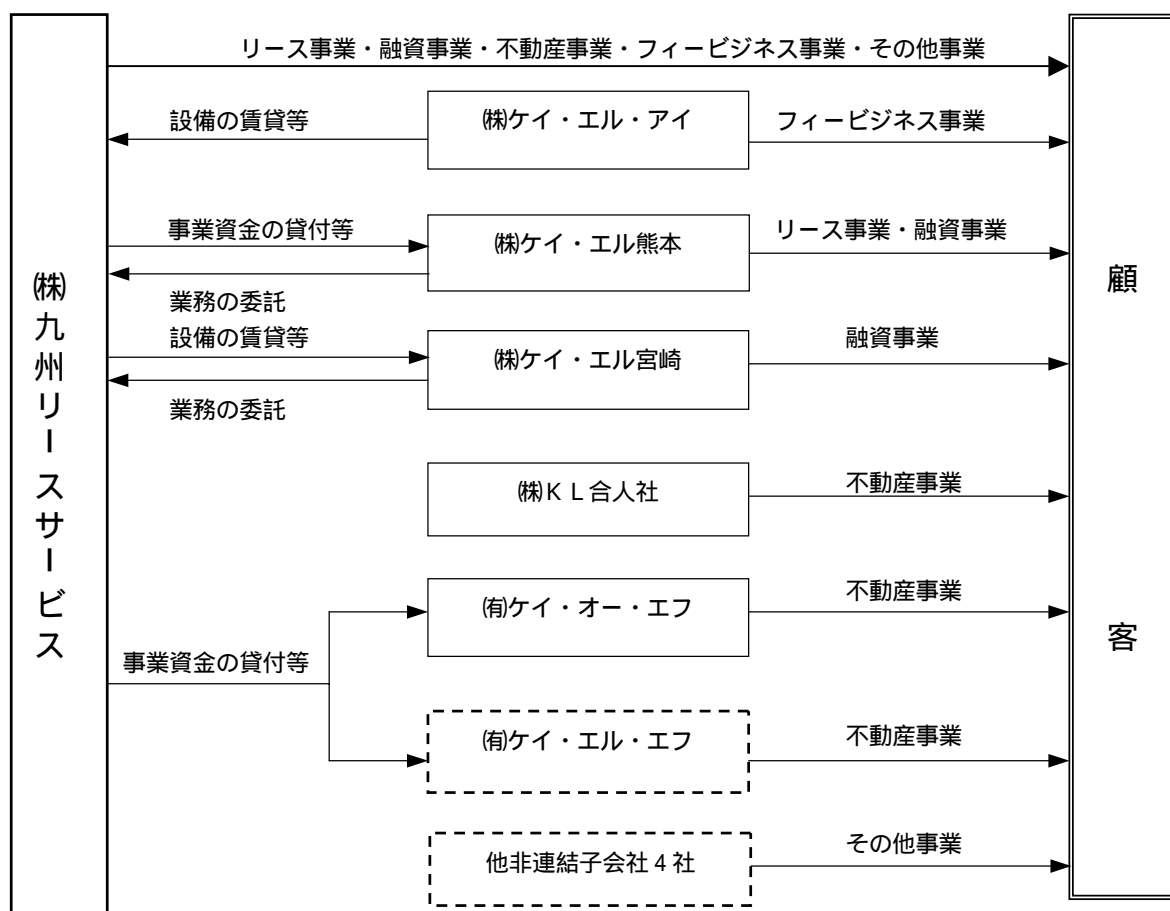 リース事業・融資事業・不動産事業・フィービジネス事業・その他事業
設備の賃貸等
㈱ケイ・エル・アイ
フィービジネス事業
事業資金の貸付等
㈱ケイ・エル熊本
リース事業・融資事業
業務の委託
設備の賃貸等
㈱ケイ・エル宮崎
融資事業
業務の委託
㈱KL合人社
不動産事業
㈲ケイ・オー・エフ
不動産事業
事業資金の貸付等
㈲ケイ・エル・エフ
不動産事業
他非連結子会社4社
その他事業
㈱九州リースサービス
顧客